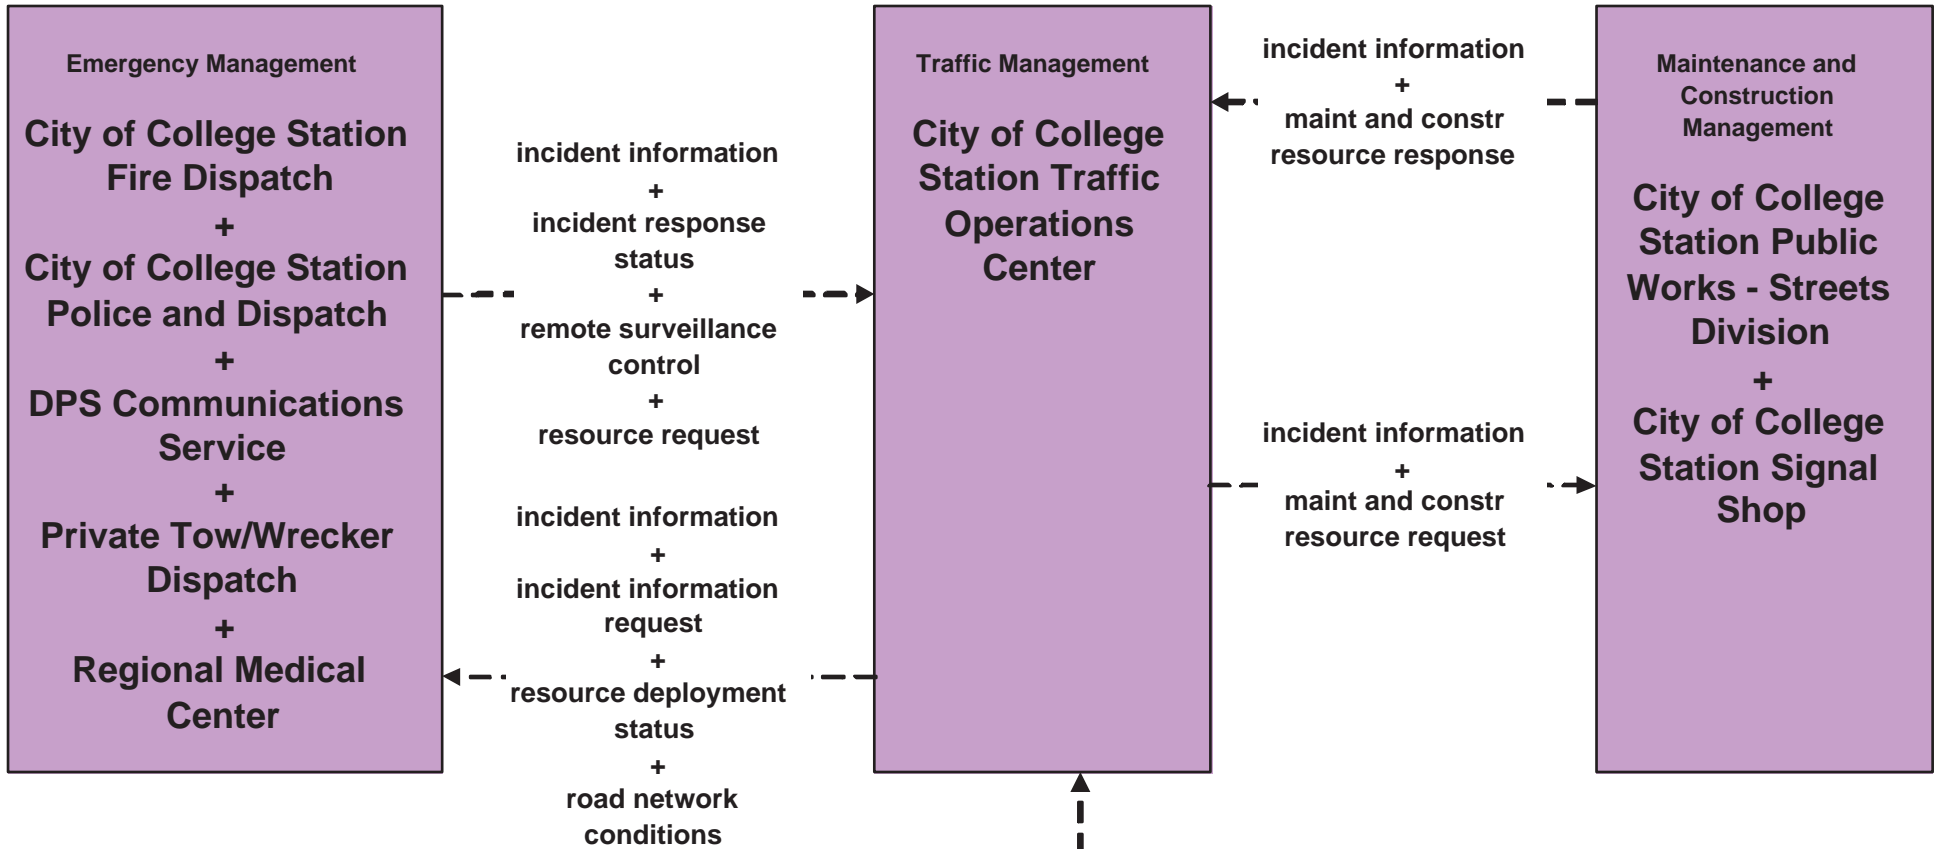 Emergency Management
City of College Station
Fire Dispatch
+
City of College Station
Police and Dispatch
+
DPS Communications
Service
+
Private Tow/Wrecker
Dispatch
+
Regional Medical
Center
incident information
+
incident response
status
+
remote surveillance
control
+
resource request
incident information
+
incident information
request
+
resource deployment
status
+
road network
conditions
Traffic Management
City of College
Station Traffic
Operations
Center
incident information
+
maint and constr
resource response
incident information
+
maint and constr
resource request
Maintenance and
Construction
Management
City of College
Station Public
Works - Streets
Division
+
City of College
Station Signal
Shop